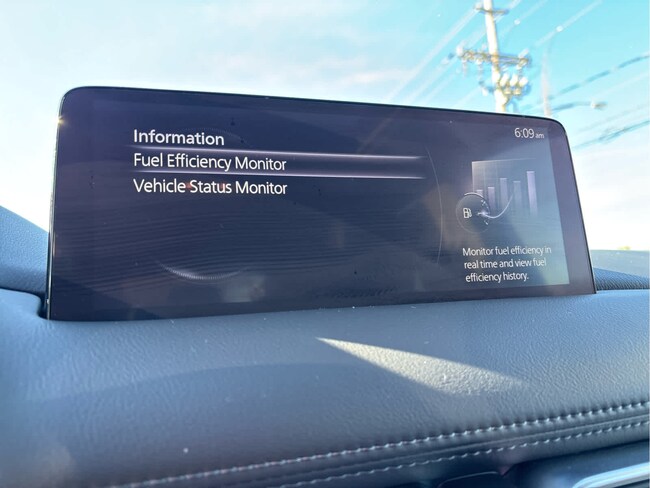 Information
6:09 am
Fuel Efficiency Monitor
Vehicle Status Monitor
Monitor fuel efficiency in
real time and view fuel
efficiency history.